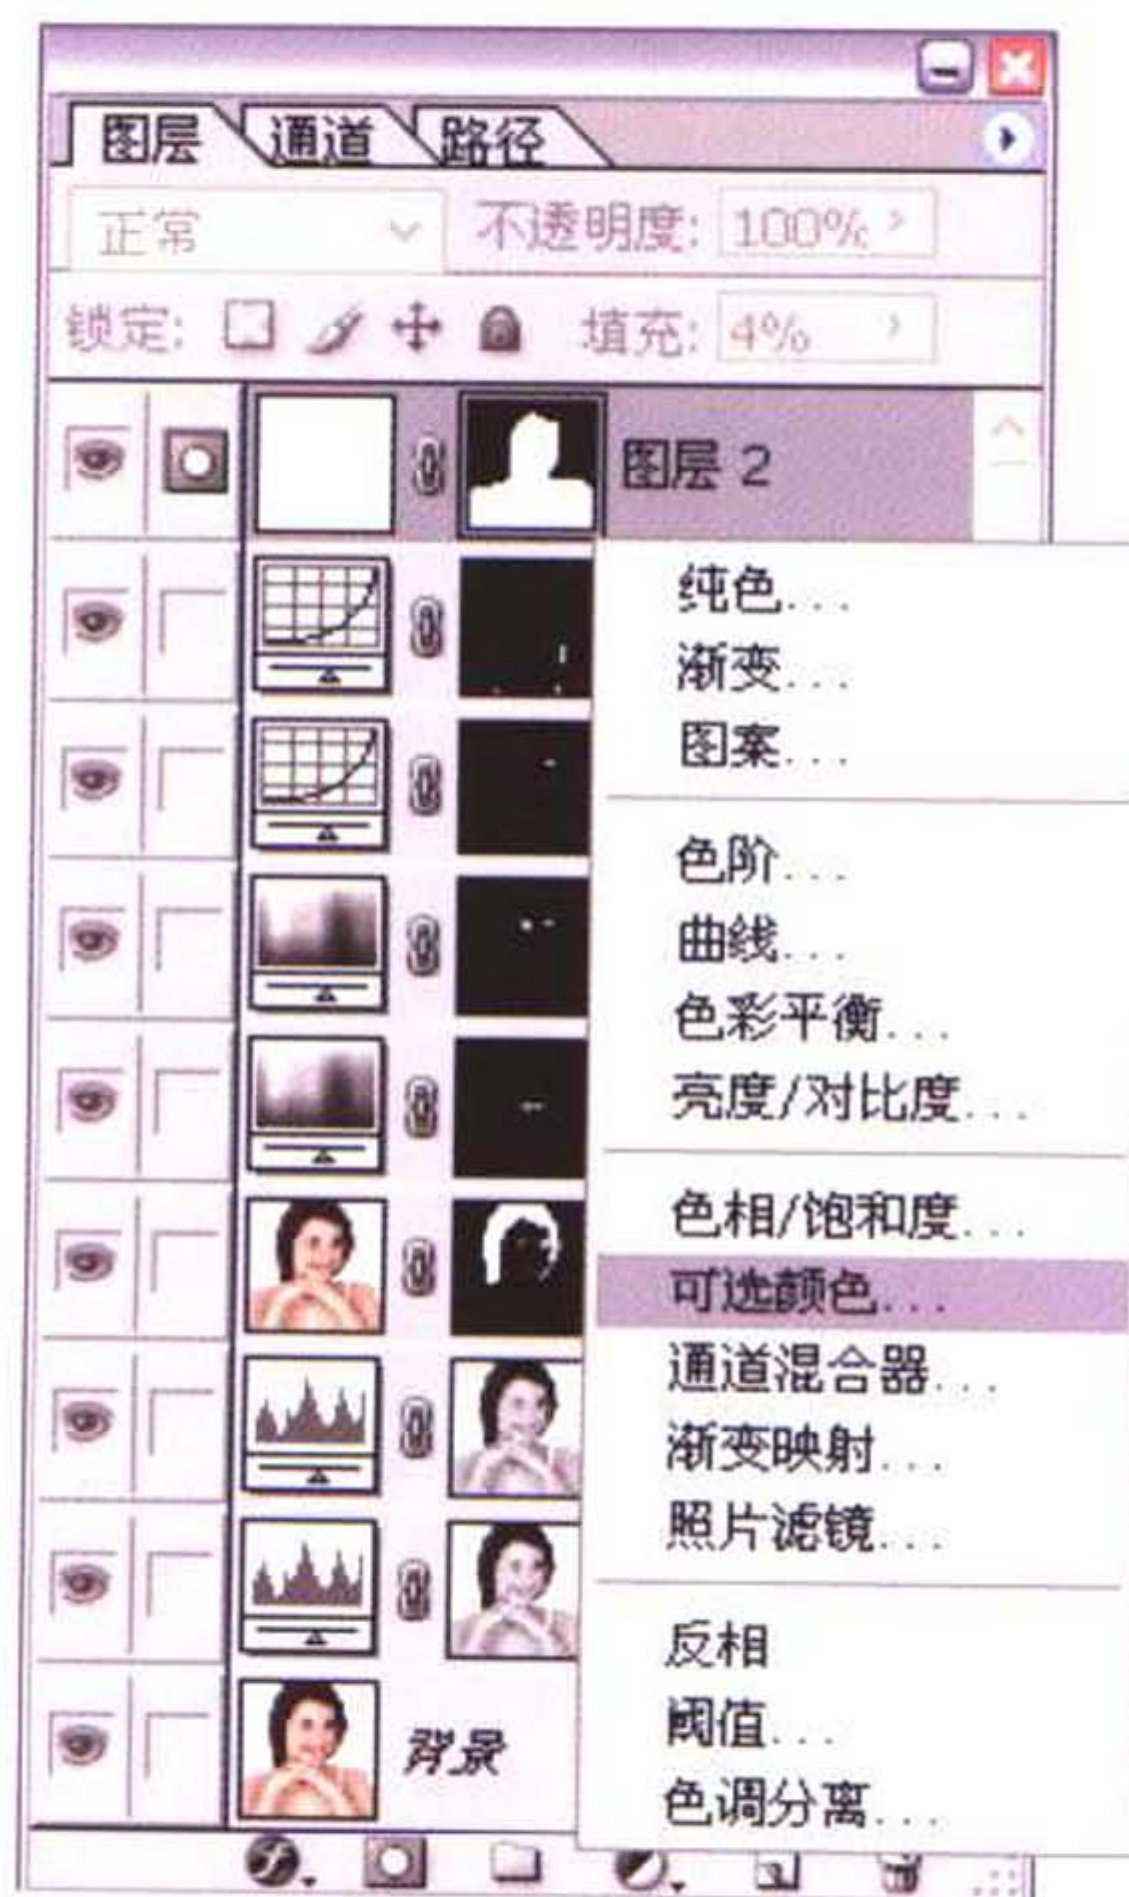 图层 通道 路径
正常 不透明度: 100%
锁定: 填充: 4%
图层 2
纯色...
渐变...
图案...
色阶...
曲线...
色彩平衡...
亮度/对比度...
色相/饱和度...
可选颜色...
通道混合器...
渐变映射...
照片滤镜...
反相
阈值...
色调分离...
背景